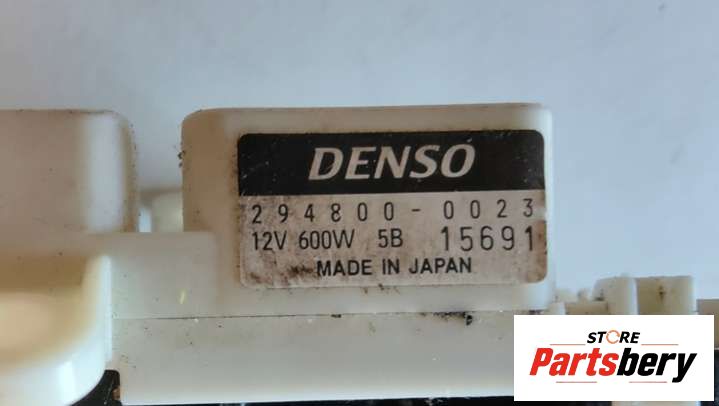 DENSO
294800-0023
12V 600W 5B 15691
MADE IN JAPAN
STORE
Partsbery